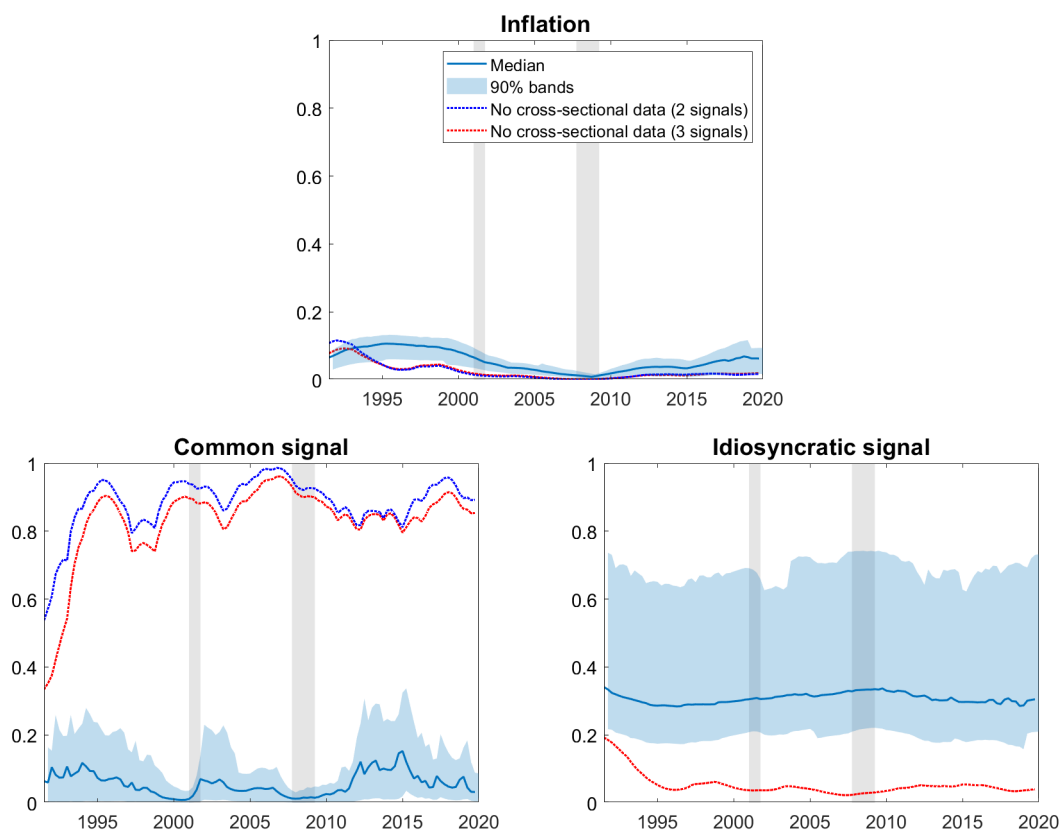 Inflation
1
0.8
0.6
0.4
0.2
0
Median
90% bands
No cross-sectional data (2 signals)
No cross-sectional data (3 signals)
1995 2000 2005 2010 2015 2020
Common signal
1
0.8
0.6
0.4
0.2
0
1995 2000 2005 2010 2015 2020
Idiosyncratic signal
1
0.8
0.6
0.4
0.2
0
1995 2000 2005 2010 2015 2020